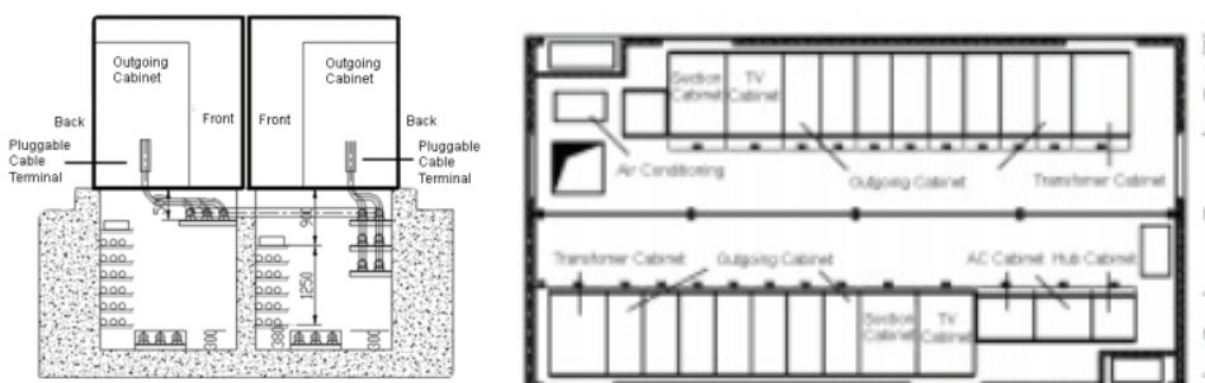 Outgoing
Cabinet
Outgoing
Cabinet
Back
Front
Front
Back
Pluggable
Cable
Terminal
Pluggable
Cable
Terminal
900
1250
300
380
300
Section
Cabinet
TV
Cabinet
Air Conditioning
Outgoing Cabinet
Transformer Cabinet
Transformer Cabinet
Outgoing Cabinet
AC Cabinet
Hub Cabinet
Section
Cabinet
TV
Cabinet